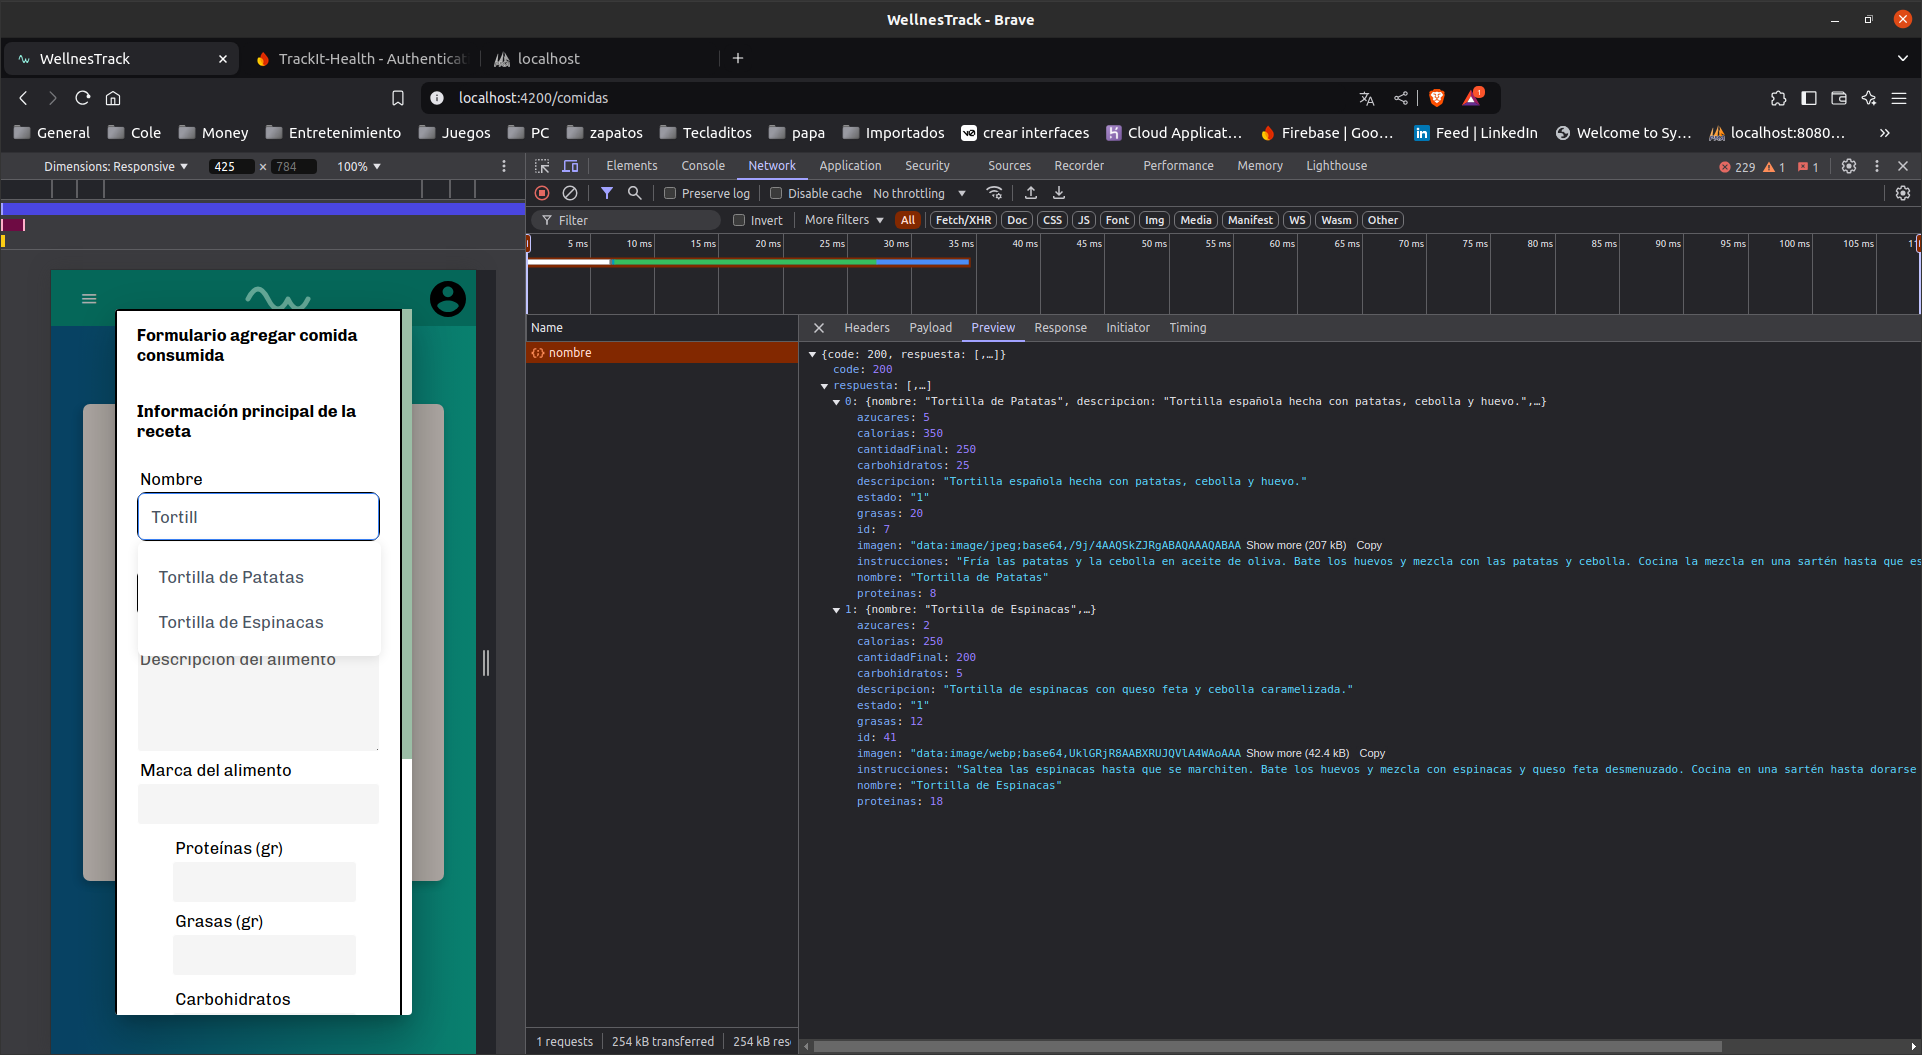 WellnesTrack - Brave
WellnesTrack
TrackIt-Health - Authenticat
localhost
localhost:4200/comidas
General Cole Money Entretenimiento Juegos PC zapatos Tecladitos papa Importados crear interfaces Cloud Applicat... Firebase | Goo... Feed | LinkedIn Welcome to Sy... localhost:8080... »
Dimensions: Responsive 425 × 784 100%
Elements Console Network Application Security Sources Recorder Performance Memory Lighthouse 229 1 1
Preserve log Disable cache No throttling
Filter Invert More filters All Fetch/XHR Doc CSS JS Font Img Media Manifest WS Wasm Other
5 ms 10 ms 15 ms 20 ms 25 ms 30 ms 35 ms 40 ms 45 ms 50 ms 55 ms 60 ms 65 ms 70 ms 75 ms 80 ms 85 ms 90 ms 95 ms 100 ms 105 ms
Formulario agregar comida
consumida
Información principal de la
receta
Nombre
Tortill
Tortilla de Patatas
Tortilla de Espinacas
Descripción del alimento
Marca del alimento
Proteínas (gr)
Grasas (gr)
Carbohidratos
Name
nombre
Headers Payload Preview Response Initiator Timing
{code: 200, respuesta: [,…]}
code: 200
respuesta: [,…]
0: {nombre: "Tortilla de Patatas", descripcion: "Tortilla española hecha con patatas, cebolla y huevo.",…}
azucares: 5
calorias: 350
cantidadFinal: 250
carbohidratos: 25
descripcion: "Tortilla española hecha con patatas, cebolla y huevo."
estado: "1"
grasas: 20
id: 7
imagen: "data:image/jpeg;base64,/9j/4AAQSkZJRgABAQAAAQABAA Show more (207 kB) Copy
instrucciones: "Fría las patatas y la cebolla en aceite de oliva. Bate los huevos y mezcla con las patatas y cebolla. Cocina la mezcla en una sartén hasta que es
nombre: "Tortilla de Patatas"
proteinas: 8
1: {nombre: "Tortilla de Espinacas",…}
azucares: 2
calorias: 250
cantidadFinal: 200
carbohidratos: 5
descripcion: "Tortilla de espinacas con queso feta y cebolla caramelizada."
estado: "1"
grasas: 12
id: 41
imagen: "data:image/webp;base64,UklGRjR8AABXRUJQVlA4WAoAAA Show more (42.4 kB) Copy
instrucciones: "Saltea las espinacas hasta que se marchiten. Bate los huevos y mezcla con espinacas y queso feta desmenuzado. Cocina en una sartén hasta dorarse
nombre: "Tortilla de Espinacas"
proteinas: 18
1 requests 254 kB transferred 254 kB res